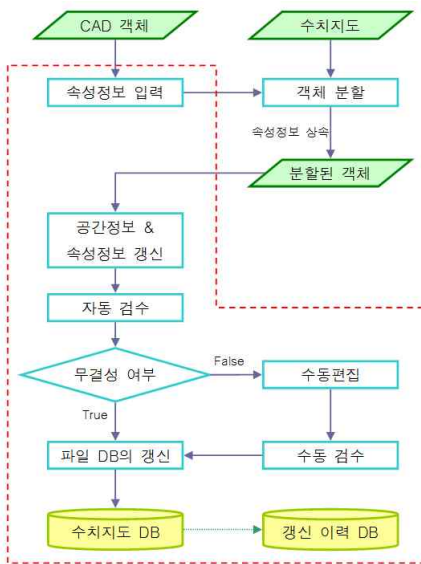 CAD 객체
수치지도
속성정보 입력
객체 분할
속성정보 상속
분할된 객체
공간정보 &
속성정보 갱신
자동 검수
무결성 여부
False
수동편집
True
파일 DB의 갱신
수동 검수
수치지도 DB
갱신 이력 DB